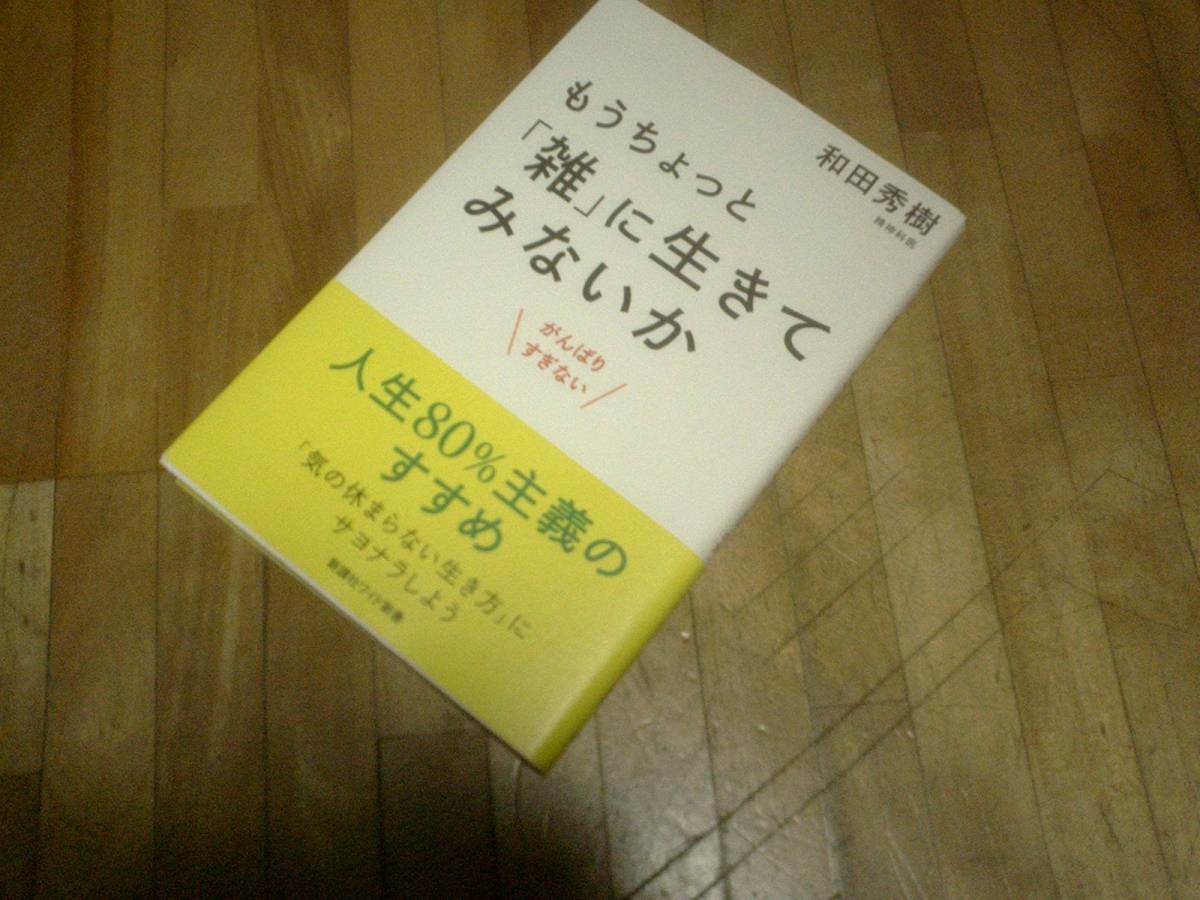 和田秀樹
精神科医
もうちょっと
「雑」に生きて
みないか
がんばり
すぎない
人生80%主義の
すすめ
「気の休まらない生き方」に
サヨナラしよう
新講社ワイド新書